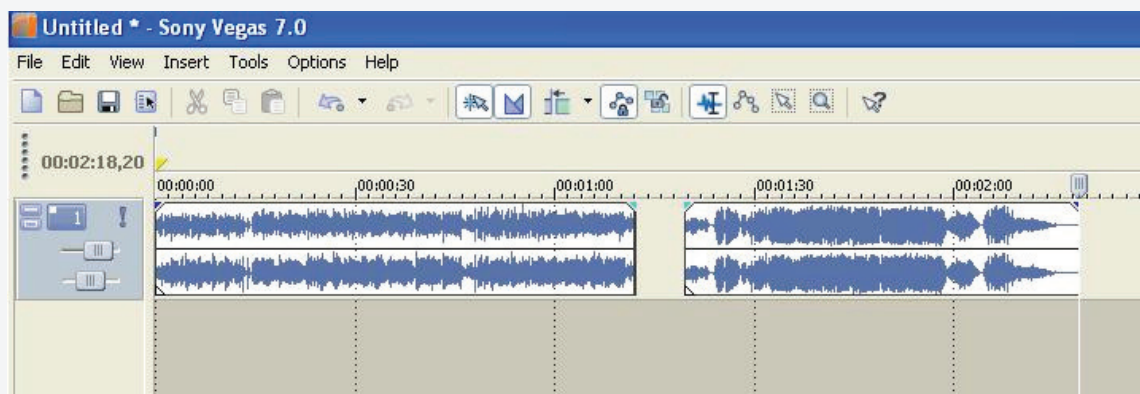 Untitled * - Sony Vegas 7.0
File Edit View Insert Tools Options Help
00:02:18,20
00:00:00 00:00:30 00:01:00 00:01:30 00:02:00
1